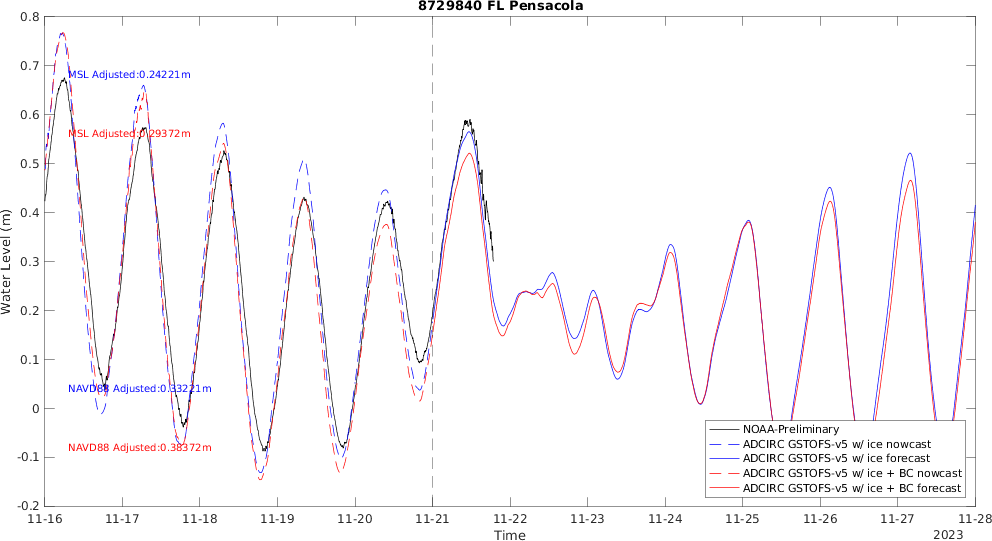 8729840 FL Pensacola
0.8
0.7
0.6
0.5
0.4
0.3
0.2
0.1
0
-0.1
-0.2
Water Level (m)
MSL Adjusted:0.24221m
MSL Adjusted:0.29372m
NAVD88 Adjusted:0.33221m
NAVD88 Adjusted:0.38372m
NOAA-Preliminary
ADCIRC GSTOFS-v5 w/ ice nowcast
ADCIRC GSTOFS-v5 w/ ice forecast
ADCIRC GSTOFS-v5 w/ ice + BC nowcast
ADCIRC GSTOFS-v5 w/ ice + BC forecast
11-16 11-17 11-18 11-19 11-20 11-21 11-22 11-23 11-24 11-25 11-26 11-27 11-28
Time
2023